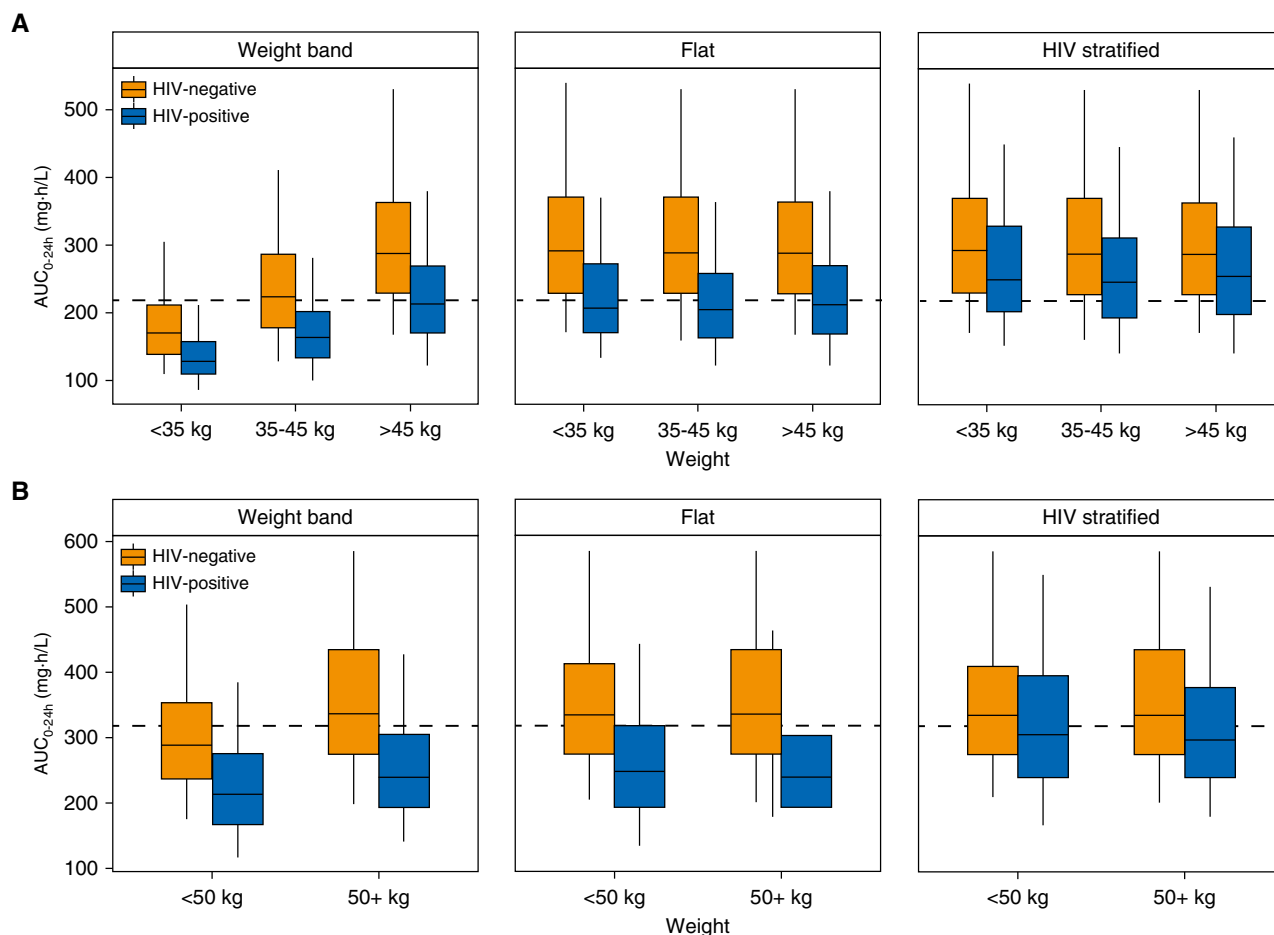 A
Weight band
Flat
HIV stratified
HIV-negative
HIV-positive
AUC0-24h (mg·h/L)
500
400
300
200
100
<35 kg
35-45 kg
>45 kg
<35 kg
35-45 kg
>45 kg
<35 kg
35-45 kg
>45 kg
Weight
B
Weight band
Flat
HIV stratified
HIV-negative
HIV-positive
AUC0-24h (mg·h/L)
600
500
400
300
200
100
<50 kg
50+ kg
<50 kg
50+ kg
<50 kg
50+ kg
Weight